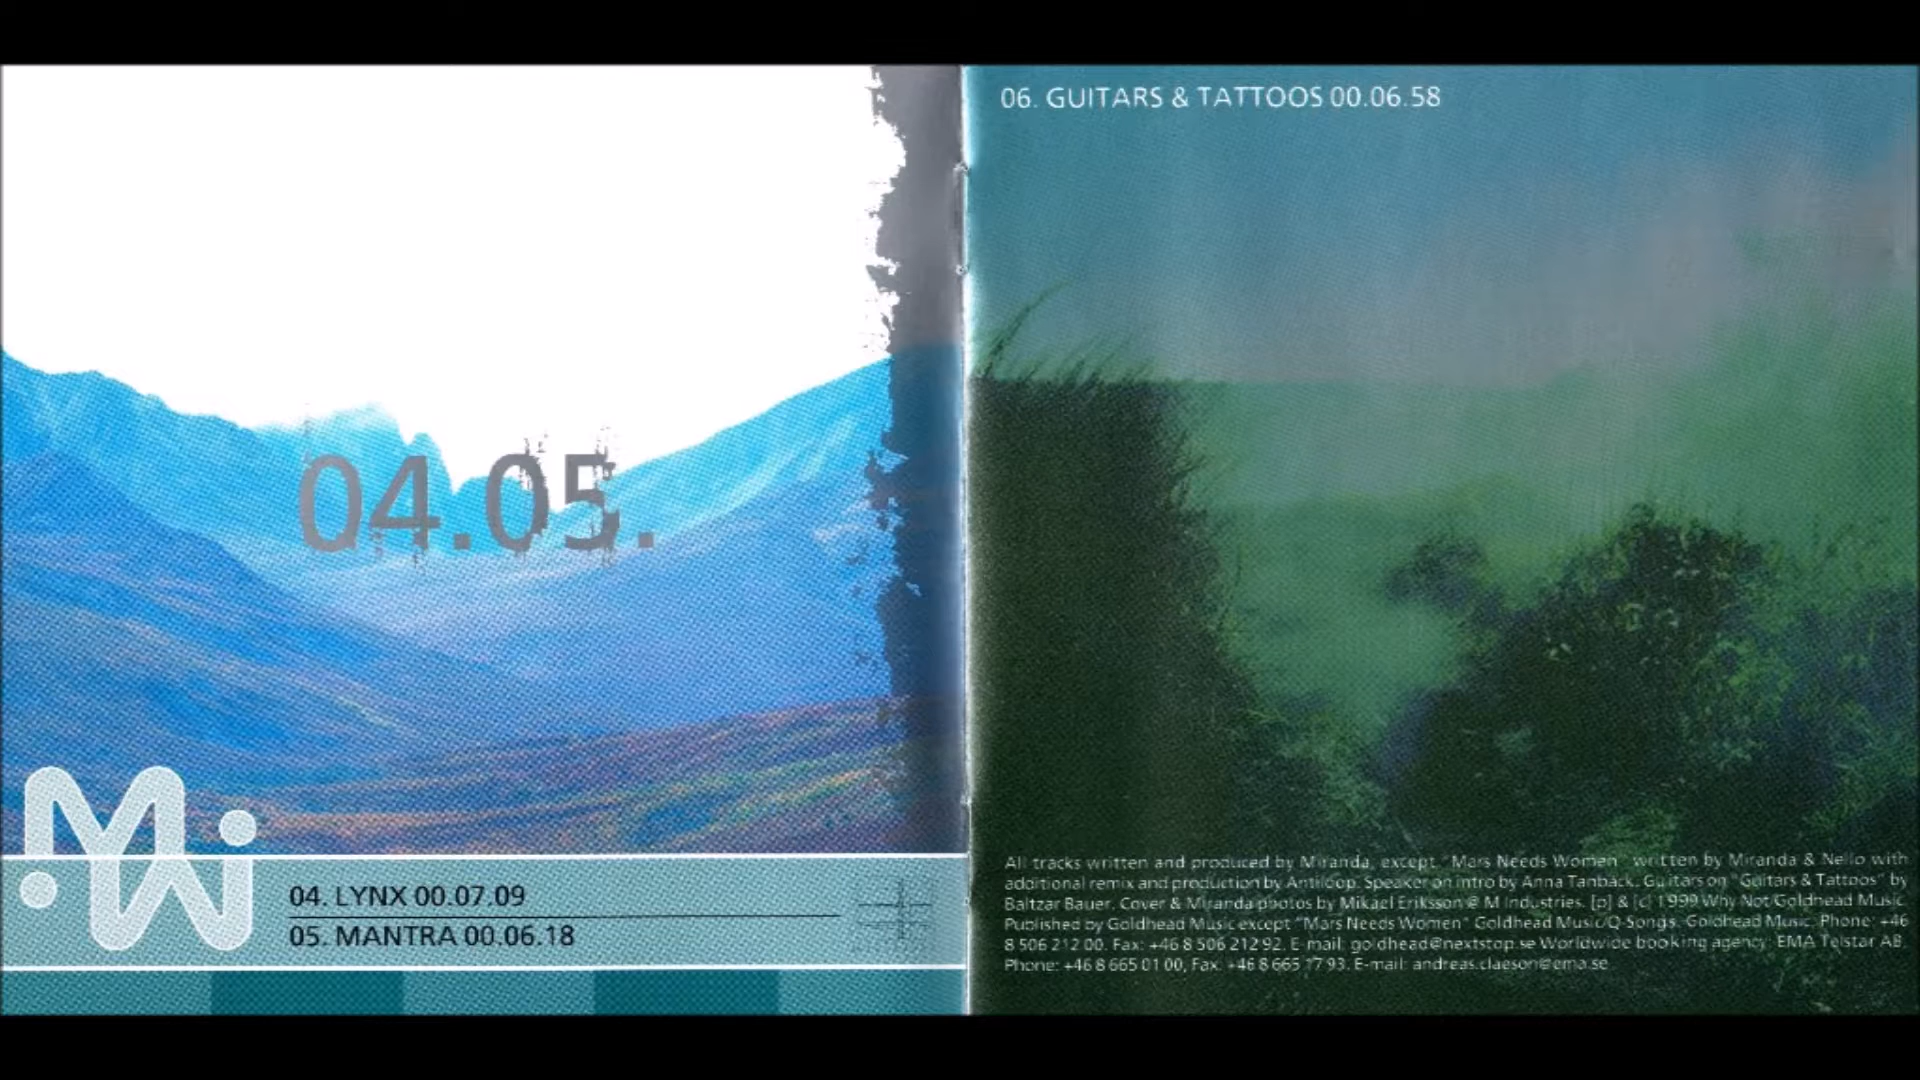 04.05.
Mi
04. LYNX 00.07.09
05. MANTRA 00.06.18
06. GUITARS & TATTOOS 00.06.58
All tracks written and produced by Miranda, except "Mars Needs Women" written by Miranda & Nello with
additional remix and production by Antiloop. Speaker on intro by Anna Tanback. Guitars on "Guitars & Tattoos" by
Baltzar Bauer. Cover & Miranda photos by Mikael Eriksson @ M Industries. [p] & [c] 1999 Why Not/Goldhead Music.
Published by Goldhead Music except "Mars Needs Women" Goldhead Music/Q-Songs. Goldhead Music. Phone: +46
8 506 212 00. Fax: +46 8 506 212 92. E-mail: goldhead@nextstop.se Worldwide booking agency: EMA Telstar AB.
Phone: +46 8 665 01 00, Fax: +46 8 665 17 93. E-mail: andreas.claeson@ema.se